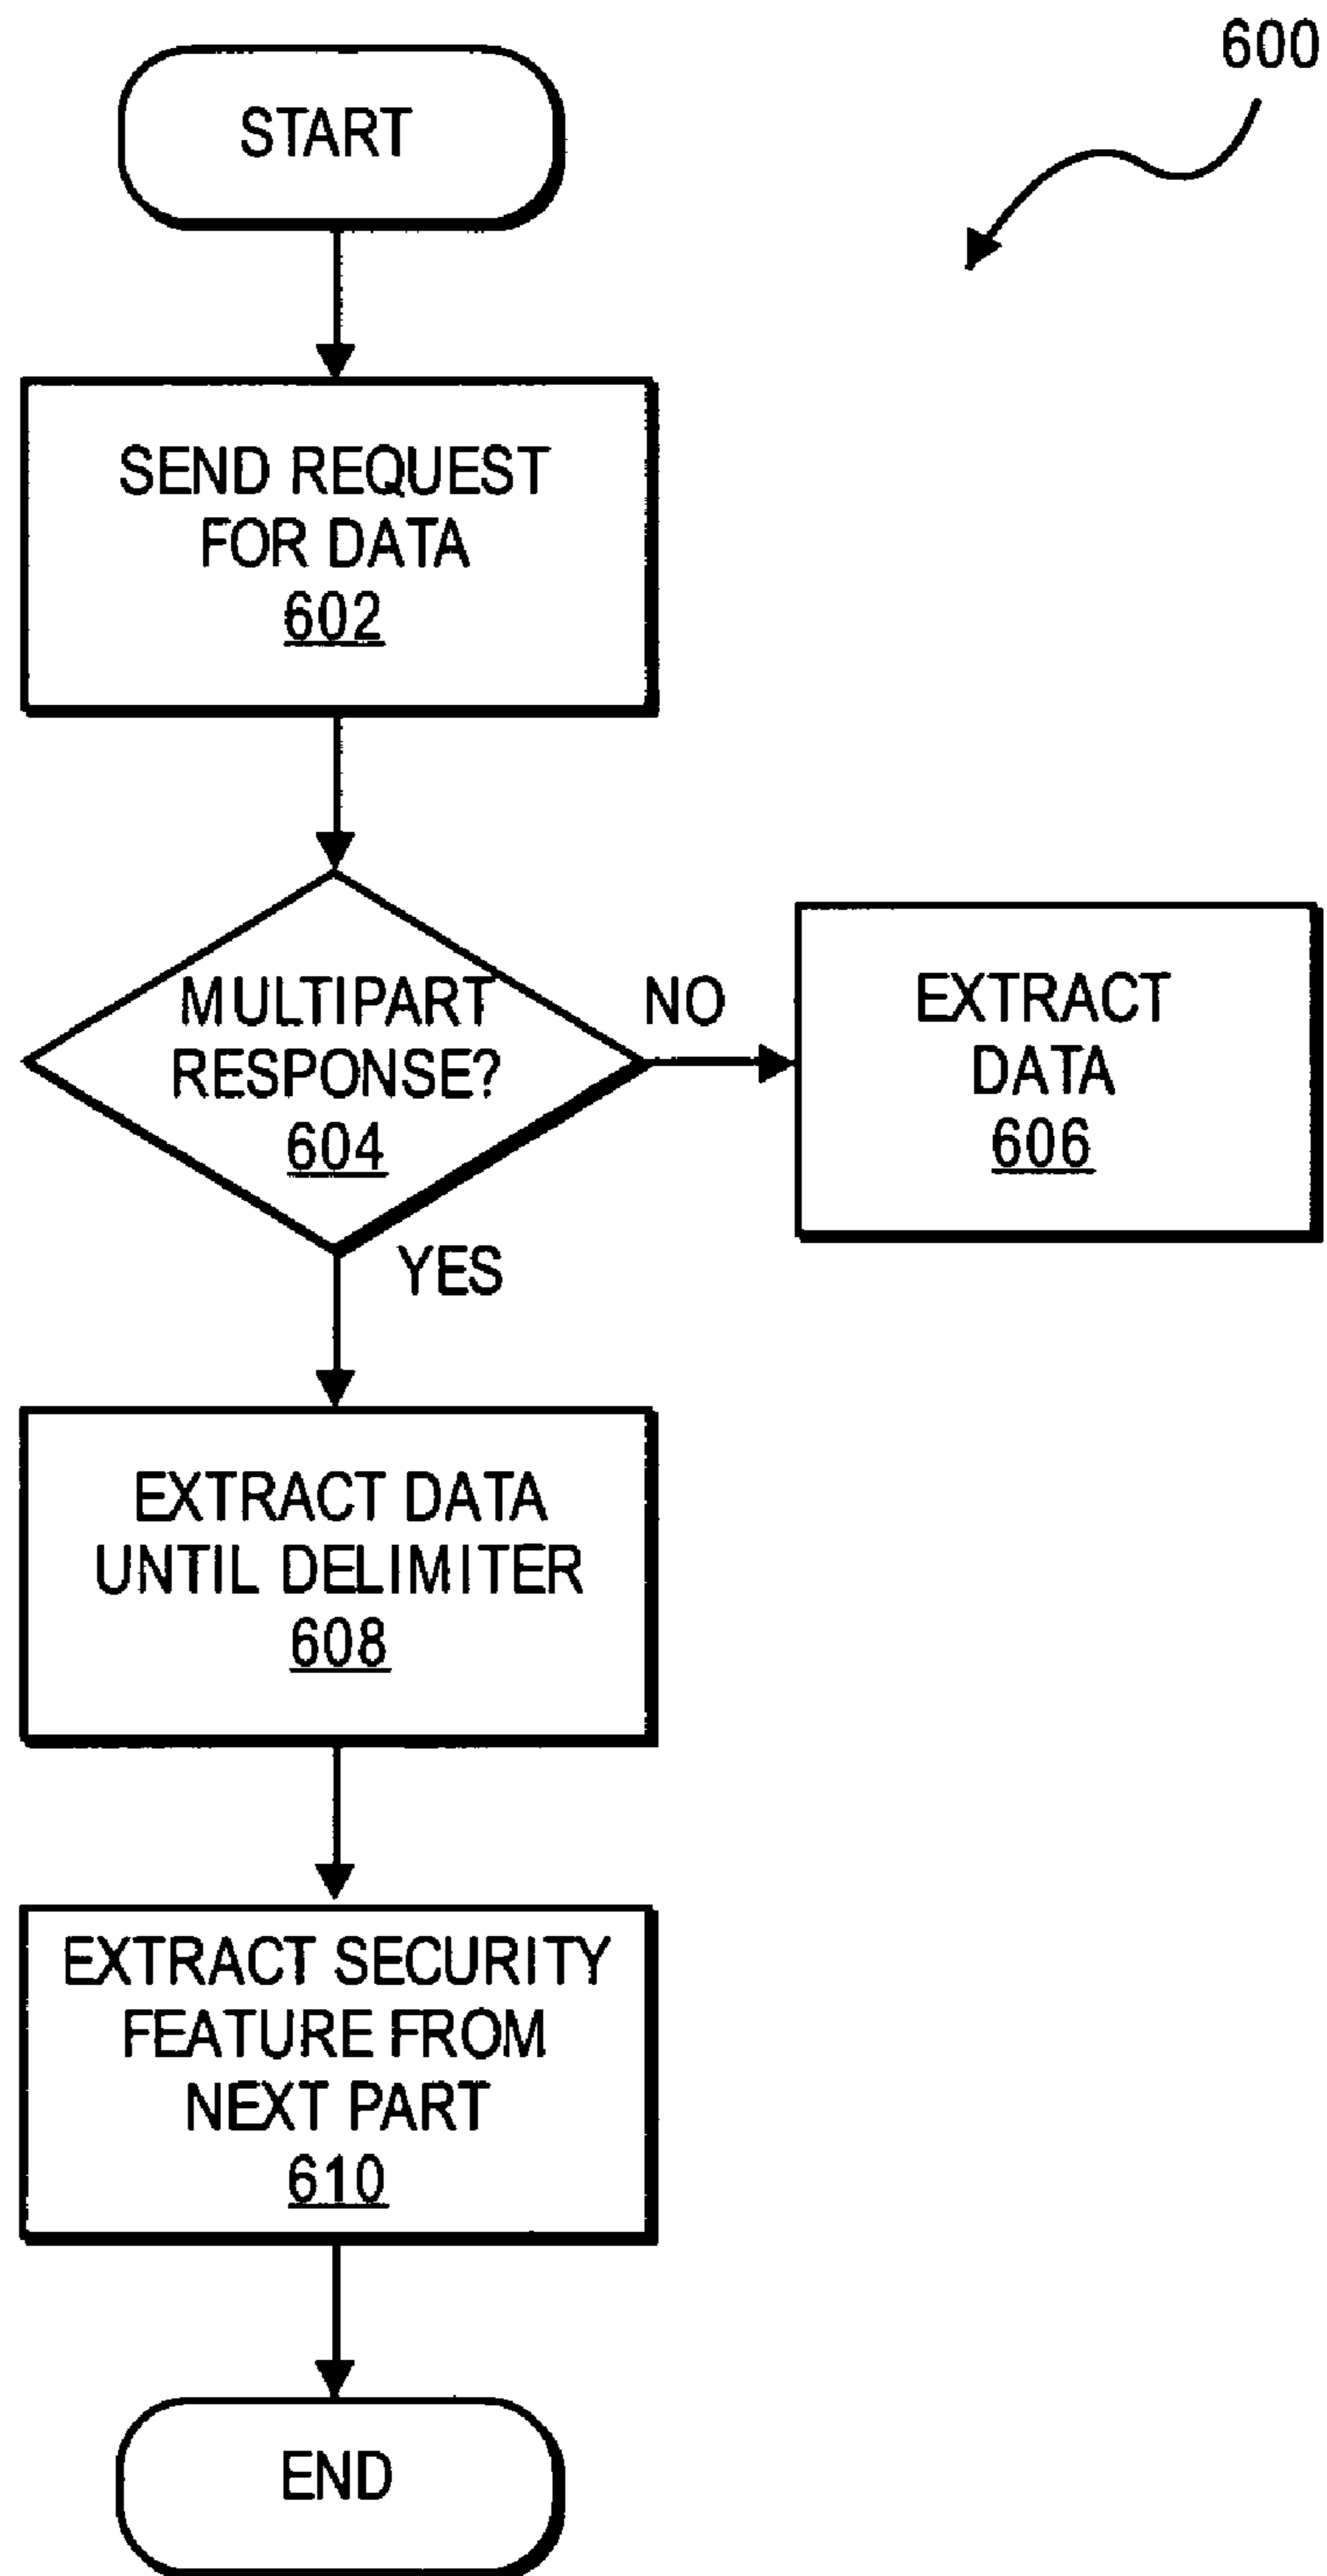 600
START
SEND REQUEST
FOR DATA
602
MULTIPART
RESPONSE?
604
NO
EXTRACT
DATA
606
YES
EXTRACT DATA
UNTIL DELIMITER
608
EXTRACT SECURITY
FEATURE FROM
NEXT PART
610
END